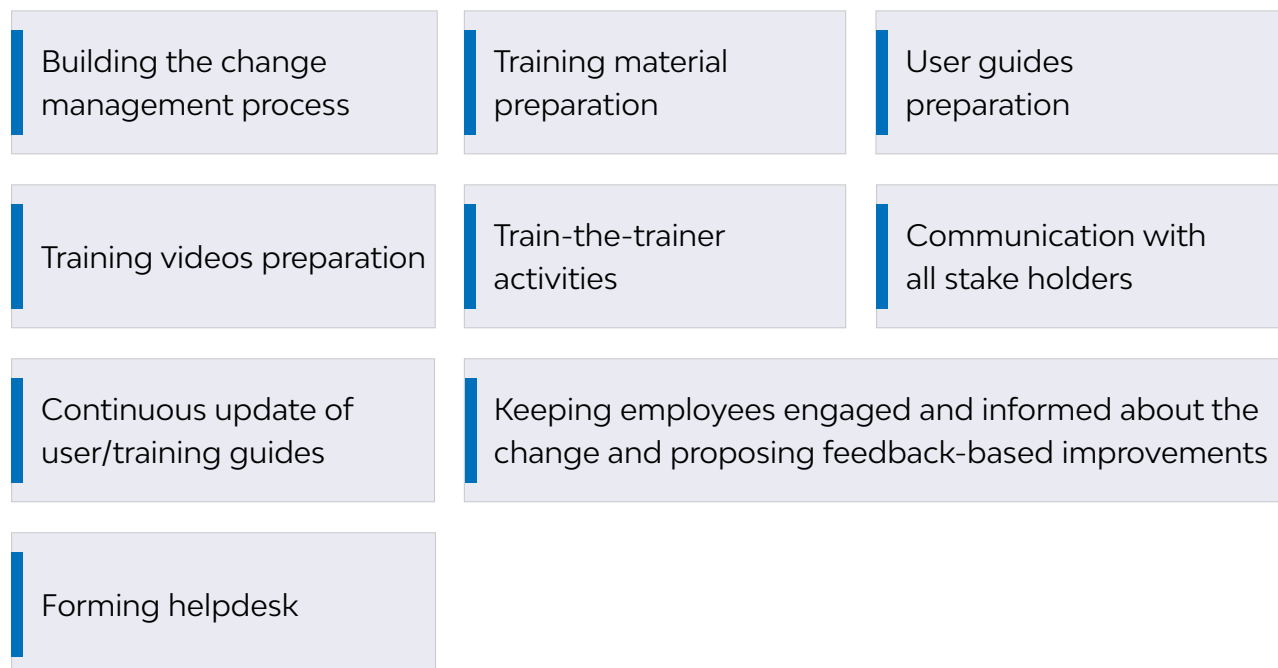 Building the change
management process
Training material
preparation
User guides
preparation
Training videos preparation
Train-the-trainer
activities
Communication with
all stake holders
Continuous update of
user/training guides
Keeping employees engaged and informed about the
change and proposing feedback-based improvements
Forming helpdesk